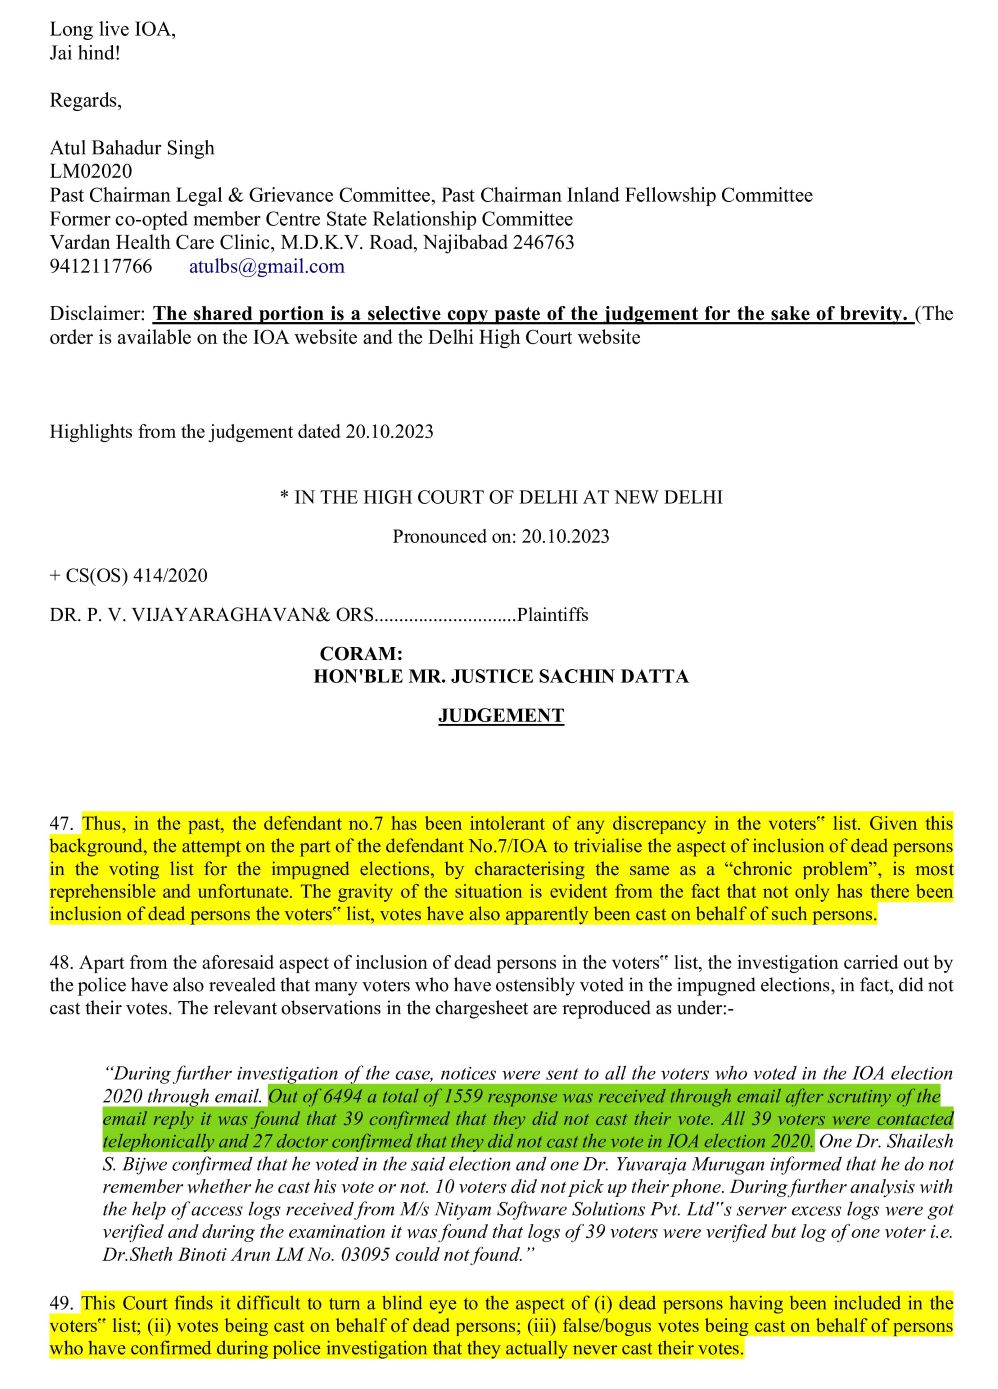 Long live IOA,
Jai hind!
Regards,
Atul Bahadur Singh
LM02020
Past Chairman Legal & Grievance Committee, Past Chairman Inland Fellowship Committee
Former co-opted member Centre State Relationship Committee
Vardan Health Care Clinic, M.D.K.V. Road, Najibabad 246763
9412117766 atulbs@gmail.com
Disclaimer: The shared portion is a selective copy paste of the judgement for the sake of brevity. (The
order is available on the IOA website and the Delhi High Court website
Highlights from the judgement dated 20.10.2023
* IN THE HIGH COURT OF DELHI AT NEW DELHI
Pronounced on: 20.10.2023
+ CS(OS) 414/2020
DR. P. V. VIJAYARAGHAVAN& ORS.............................Plaintiffs
CORAM:
HON'BLE MR. JUSTICE SACHIN DATTA
JUDGEMENT
47. Thus, in the past, the defendant no.7 has been intolerant of any discrepancy in the voters‟ list. Given this
background, the attempt on the part of the defendant No.7/IOA to trivialise the aspect of inclusion of dead persons
in the voting list for the impugned elections, by characterising the same as a “chronic problem”, is most
reprehensible and unfortunate. The gravity of the situation is evident from the fact that not only has there been
inclusion of dead persons the voters‟ list, votes have also apparently been cast on behalf of such persons.
48. Apart from the aforesaid aspect of inclusion of dead persons in the voters‟ list, the investigation carried out by
the police have also revealed that many voters who have ostensibly voted in the impugned elections, in fact, did not
cast their votes. The relevant observations in the chargesheet are reproduced as under:-
“During further investigation of the case, notices were sent to all the voters who voted in the IOA election
2020 through email. Out of 6494 a total of 1559 response was received through email after scrutiny of the
email reply it was found that 39 confirmed that they did not cast their vote. All 39 voters were contacted
telephonically and 27 doctor confirmed that they did not cast the vote in IOA election 2020. One Dr. Shailesh
S. Bijwe confirmed that he voted in the said election and one Dr. Yuvaraja Murugan informed that he do not
remember whether he cast his vote or not. 10 voters did not pick up their phone. During further analysis with
the help of access logs received from M/s Nityam Software Solutions Pvt. Ltd‟s server excess logs were got
verified and during the examination it was found that logs of 39 voters were verified but log of one voter i.e.
Dr.Sheth Binoti Arun LM No. 03095 could not found.”
49. This Court finds it difficult to turn a blind eye to the aspect of (i) dead persons having been included in the
voters‟ list; (ii) votes being cast on behalf of dead persons; (iii) false/bogus votes being cast on behalf of persons
who have confirmed during police investigation that they actually never cast their votes.